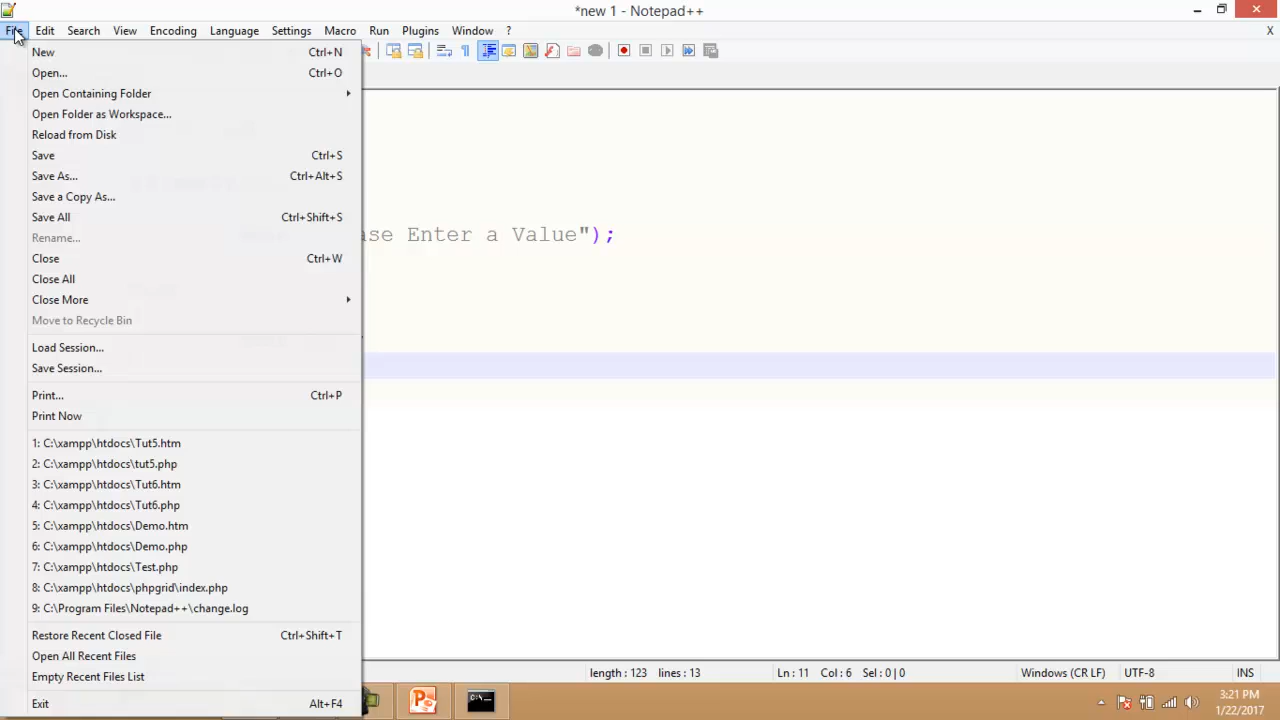 *new 1 - Notepad++
File Edit Search View Encoding Language Settings Macro Run Plugins Window ? X
New Ctrl+N
Open... Ctrl+O
Open Containing Folder
Open Folder as Workspace...
Reload from Disk
Save Ctrl+S
Save As... Ctrl+Alt+S
Save a Copy As...
Save All Ctrl+Shift+S
Rename...
ase Enter a Value");
Close Ctrl+W
Close All
Close More
Move to Recycle Bin
Load Session...
Save Session...
Print... Ctrl+P
Print Now
1: C:\xampp\htdocs\Tut5.htm
2: C:\xampp\htdocs\tut5.php
3: C:\xampp\htdocs\Tut6.htm
4: C:\xampp\htdocs\Tut6.php
5: C:\xampp\htdocs\Demo.htm
6: C:\xampp\htdocs\Demo.php
7: C:\xampp\htdocs\Test.php
8: C:\xampp\htdocs\phpgrid\index.php
9: C:\Program Files\Notepad++\change.log
Restore Recent Closed File Ctrl+Shift+T
Open All Recent Files
Empty Recent Files List
Exit Alt+F4
length : 123 lines : 13 Ln : 11 Col : 6 Sel : 0 | 0 Windows (CR LF) UTF-8 INS
3:21 PM
1/22/2017